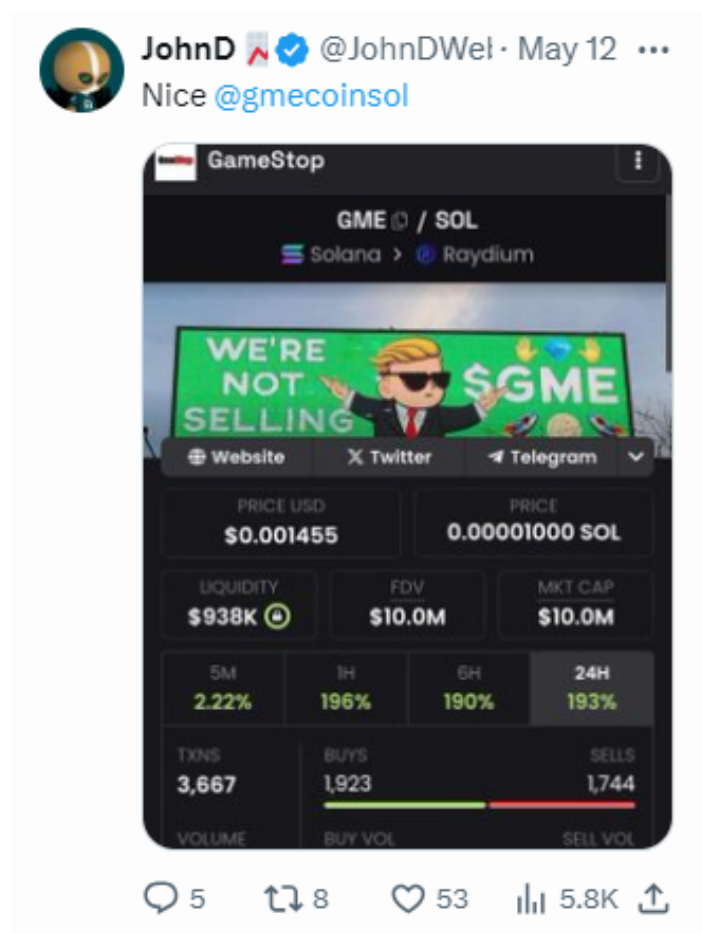 JohnD @JohnDWel · May 12 ...
Nice @gmecoinsol
GameStop
GME / SOL
Solana > Raydium
WE'RE
NOT
SELLING
$GME
Website Twitter Telegram
PRICE USD PRICE
$0.001455 0.00001000 SOL
LIQUIDITY FDV MKT CAP
$938K $10.0M $10.0M
5M 1H 6H 24H
2.22% 196% 190% 193%
TXNS BUYS SELLS
3,667 1,923 1,744
VOLUME BUY VOL SELL VOL
5 8 53 5.8K